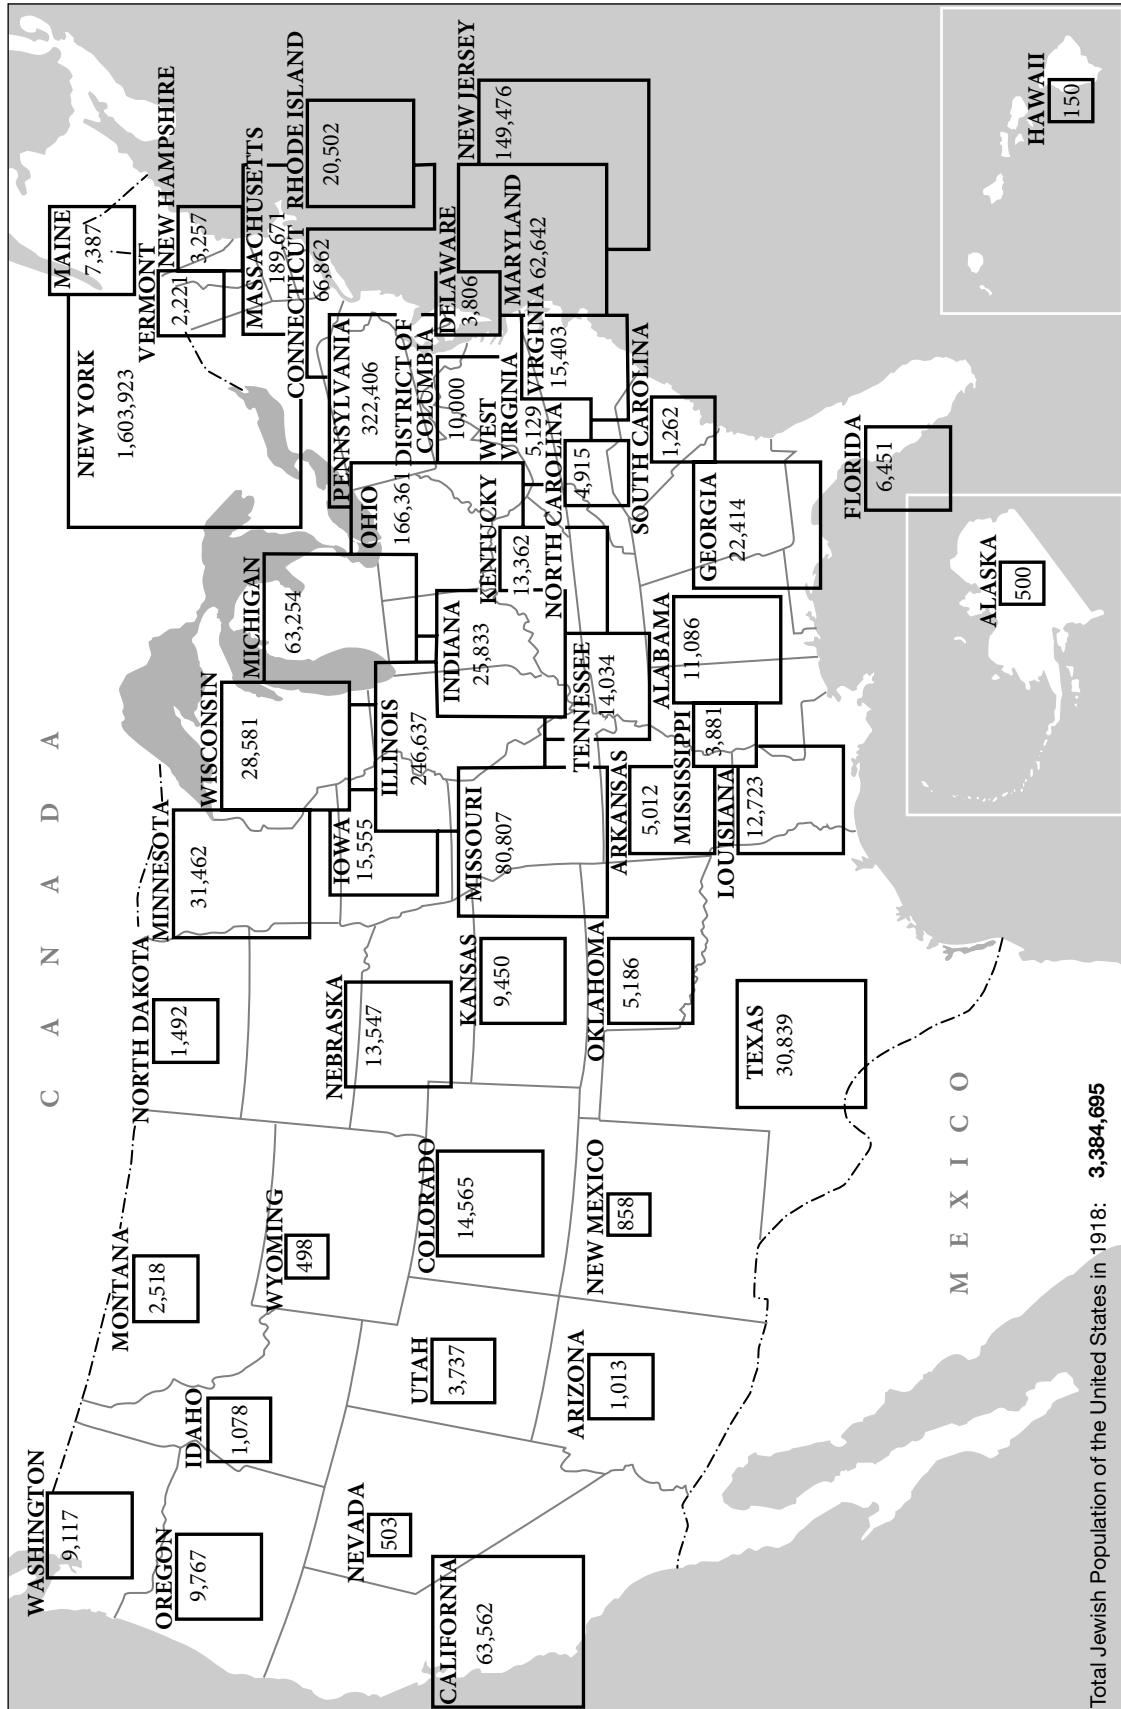 CANADA
WASHINGTON
9,117
OREGON
9,767
CALIFORNIA
63,562
NEVADA
503
IDAHO
1,078
MONTANA
2,518
WYOMING
498
UTAH
3,737
ARIZONA
1,013
COLORADO
14,565
NEW MEXICO
858
NORTH DAKOTA
1,492
NEBRASKA
13,547
KANSAS
9,450
OKLAHOMA
5,186
TEXAS
30,839
MINNESOTA
31,462
IOWA
15,555
MISSOURI
80,807
ARKANSAS
5,012
LOUISIANA
12,723
WISCONSIN
28,581
ILLINOIS
246,637
MICHIGAN
63,254
INDIANA
25,833
OHIO
166,361
KENTUCKY
13,362
TENNESSEE
14,034
MISSISSIPPI
3,881
ALABAMA
11,086
GEORGIA
22,414
FLORIDA
6,451
SOUTH CAROLINA
1,262
NORTH CAROLINA
4,915
VIRGINIA
15,403
WEST
VIRGINIA
5,129
DISTRICT OF
COLUMBIA
10,000
MARYLAND
62,642
DELAWARE
3,806
PENNSYLVANIA
322,406
NEW JERSEY
149,476
NEW YORK
1,603,923
CONNECTICUT
66,862
RHODE ISLAND
20,502
MASSACHUSETTS
189,671
VERMONT
2,221
NEW HAMPSHIRE
3,257
MAINE
7,387
ALASKA
500
HAWAII
150
MEXICO
Total Jewish Population of the United States in 1918: 3,384,695